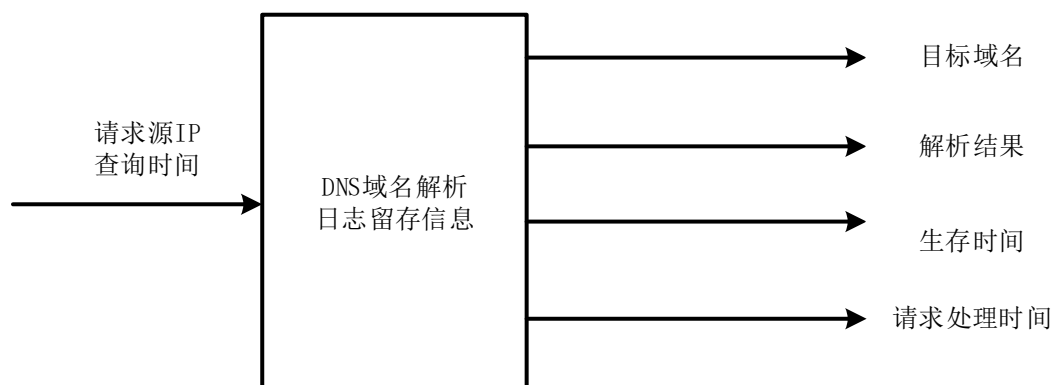 请求源IP
查询时间
DNS域名解析
日志留存信息
目标域名
解析结果
生存时间
请求处理时间